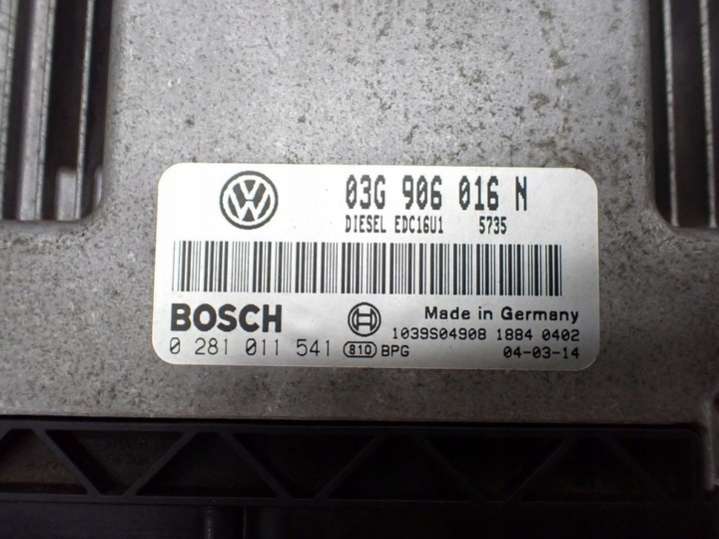 03G 906 016 N
DIESEL EDC16U1 5735
BOSCH
Made in Germany
1039S04908 1884 0402
0 281 011 541 810 BPG 04-03-14